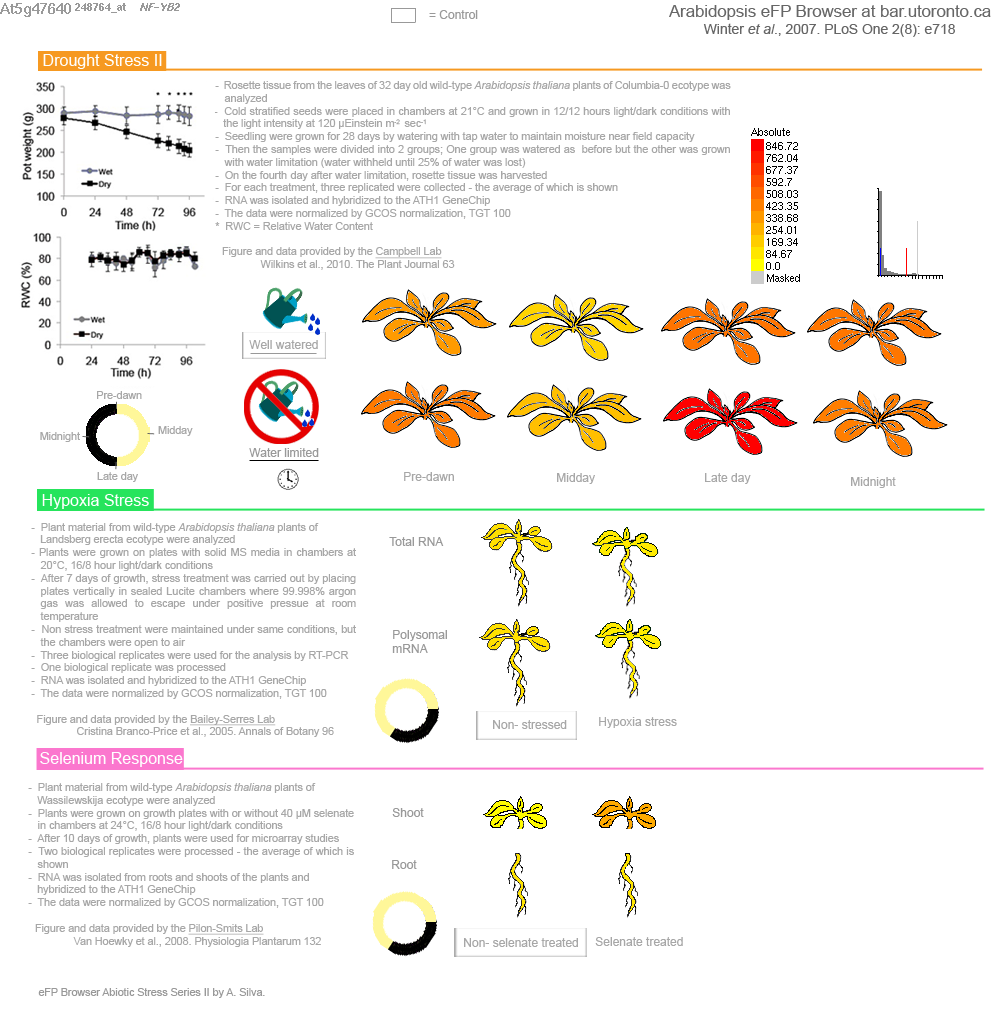 At5g47640 248764_at NF-YB2
= Control
Arabidopsis eFP Browser at bar.utoronto.ca
Winter et al., 2007. PLoS One 2(8): e718
Drought Stress II
350
300
250
200
150
100
Pot weight (g)
Wet
Dry
0 24 48 72 96
Time (h)
100
80
60
40
20
0
RWC (%)
Wet
Dry
0 24 48 72 96
Time (h)
- Rosette tissue from the leaves of 32 day old wild-type Arabidopsis thaliana plants of Columbia-0 ecotype was
analyzed
- Cold stratified seeds were placed in chambers at 21°C and grown in 12/12 hours light/dark conditions with
the light intensity at 120 µEinstein m-2 sec-1
- Seedling were grown for 28 days by watering with tap water to maintain moisture near field capacity
- Then the samples were divided into 2 groups; One group was watered as before but the other was grown
with water limitation (water withheld until 25% of water was lost)
- On the fourth day after water limitation, rosette tissue was harvested
- For each treatment, three replicated were collected - the average of which is shown
- RNA was isolated and hybridized to the ATH1 GeneChip
- The data were normalized by GCOS normalization, TGT 100
* RWC = Relative Water Content
Figure and data provided by the Campbell Lab
Wilkins et al., 2010. The Plant Journal 63
Absolute
846.72
762.04
677.37
592.7
508.03
423.35
338.68
254.01
169.34
84.67
0.0
Masked
Well watered
Water limited
Pre-dawn
Midnight
Midday
Late day
Pre-dawn
Midday
Late day
Midnight
Hypoxia Stress
- Plant material from wild-type Arabidopsis thaliana plants of
Landsberg erecta ecotype were analyzed
- Plants were grown on plates with solid MS media in chambers at
20°C, 16/8 hour light/dark conditions
- After 7 days of growth, stress treatment was carried out by placing
plates vertically in sealed Lucite chambers where 99.998% argon
gas was allowed to escape under positive pressue at room
temperature
- Non stress treatment were maintained under same conditions, but
the chambers were open to air
- Three biological replicates were used for the analysis by RT-PCR
- One biological replicate was processed
- RNA was isolated and hybridized to the ATH1 GeneChip
- The data were normalized by GCOS normalization, TGT 100
Figure and data provided by the Bailey-Serres Lab
Cristina Branco-Price et al., 2005. Annals of Botany 96
Total RNA
Polysomal
mRNA
Non- stressed
Hypoxia stress
Selenium Response
- Plant material from wild-type Arabidopsis thaliana plants of
Wassilewskija ecotype were analyzed
- Plants were grown on growth plates with or without 40 µM selenate
in chambers at 24°C, 16/8 hour light/dark conditions
- After 10 days of growth, plants were used for microarray studies
- Two biological replicates were processed - the average of which is
shown
- RNA was isolated from roots and shoots of the plants and
hybridized to the ATH1 GeneChip
- The data were normalized by GCOS normalization, TGT 100
Figure and data provided by the Pilon-Smits Lab
Van Hoewky et al., 2008. Physiologia Plantarum 132
Shoot
Root
Non- selenate treated
Selenate treated
eFP Browser Abiotic Stress Series II by A. Silva.